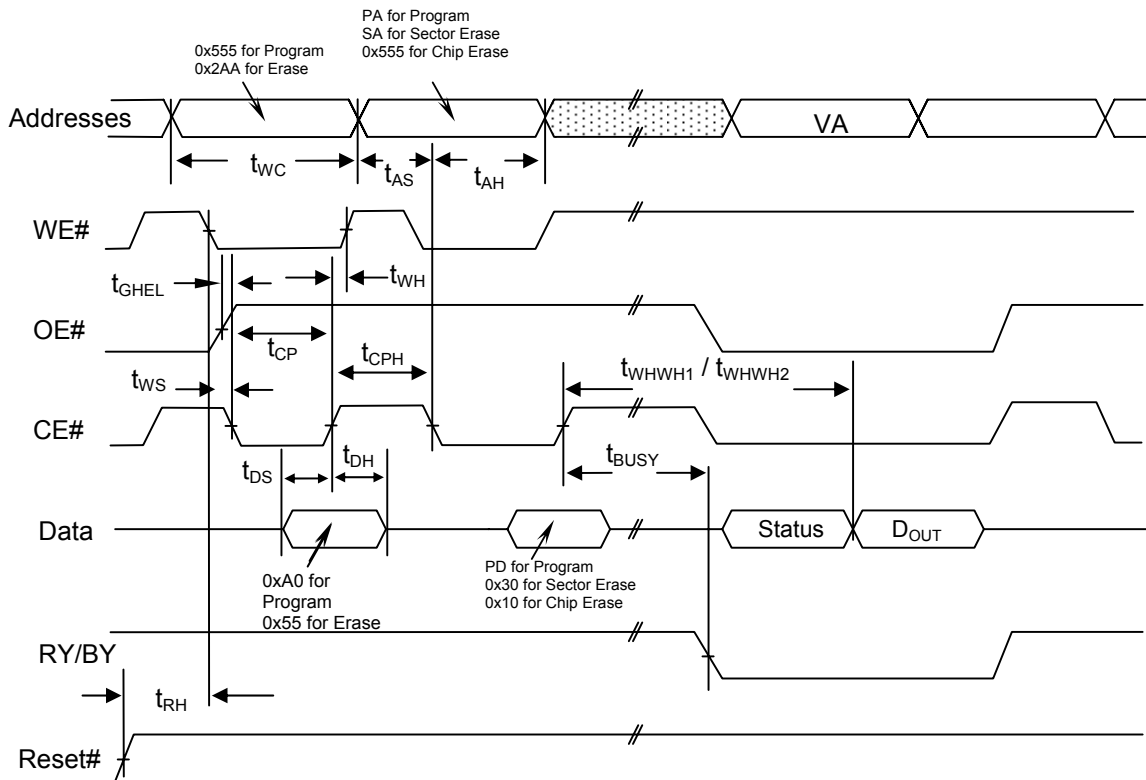 PA for Program
SA for Sector Erase
0x555 for Chip Erase
0x555 for Program
0x2AA for Erase
Addresses
VA
tWC
tAS
tAH
WE#
tGHEL
tWH
OE#
tCP
tCPH
tWHWH1 / tWHWH2
tWS
CE#
tDS
tDH
tBUSY
Data
Status
DOUT
0xA0 for
Program
0x55 for Erase
PD for Program
0x30 for Sector Erase
0x10 for Chip Erase
RY/BY
tRH
Reset#